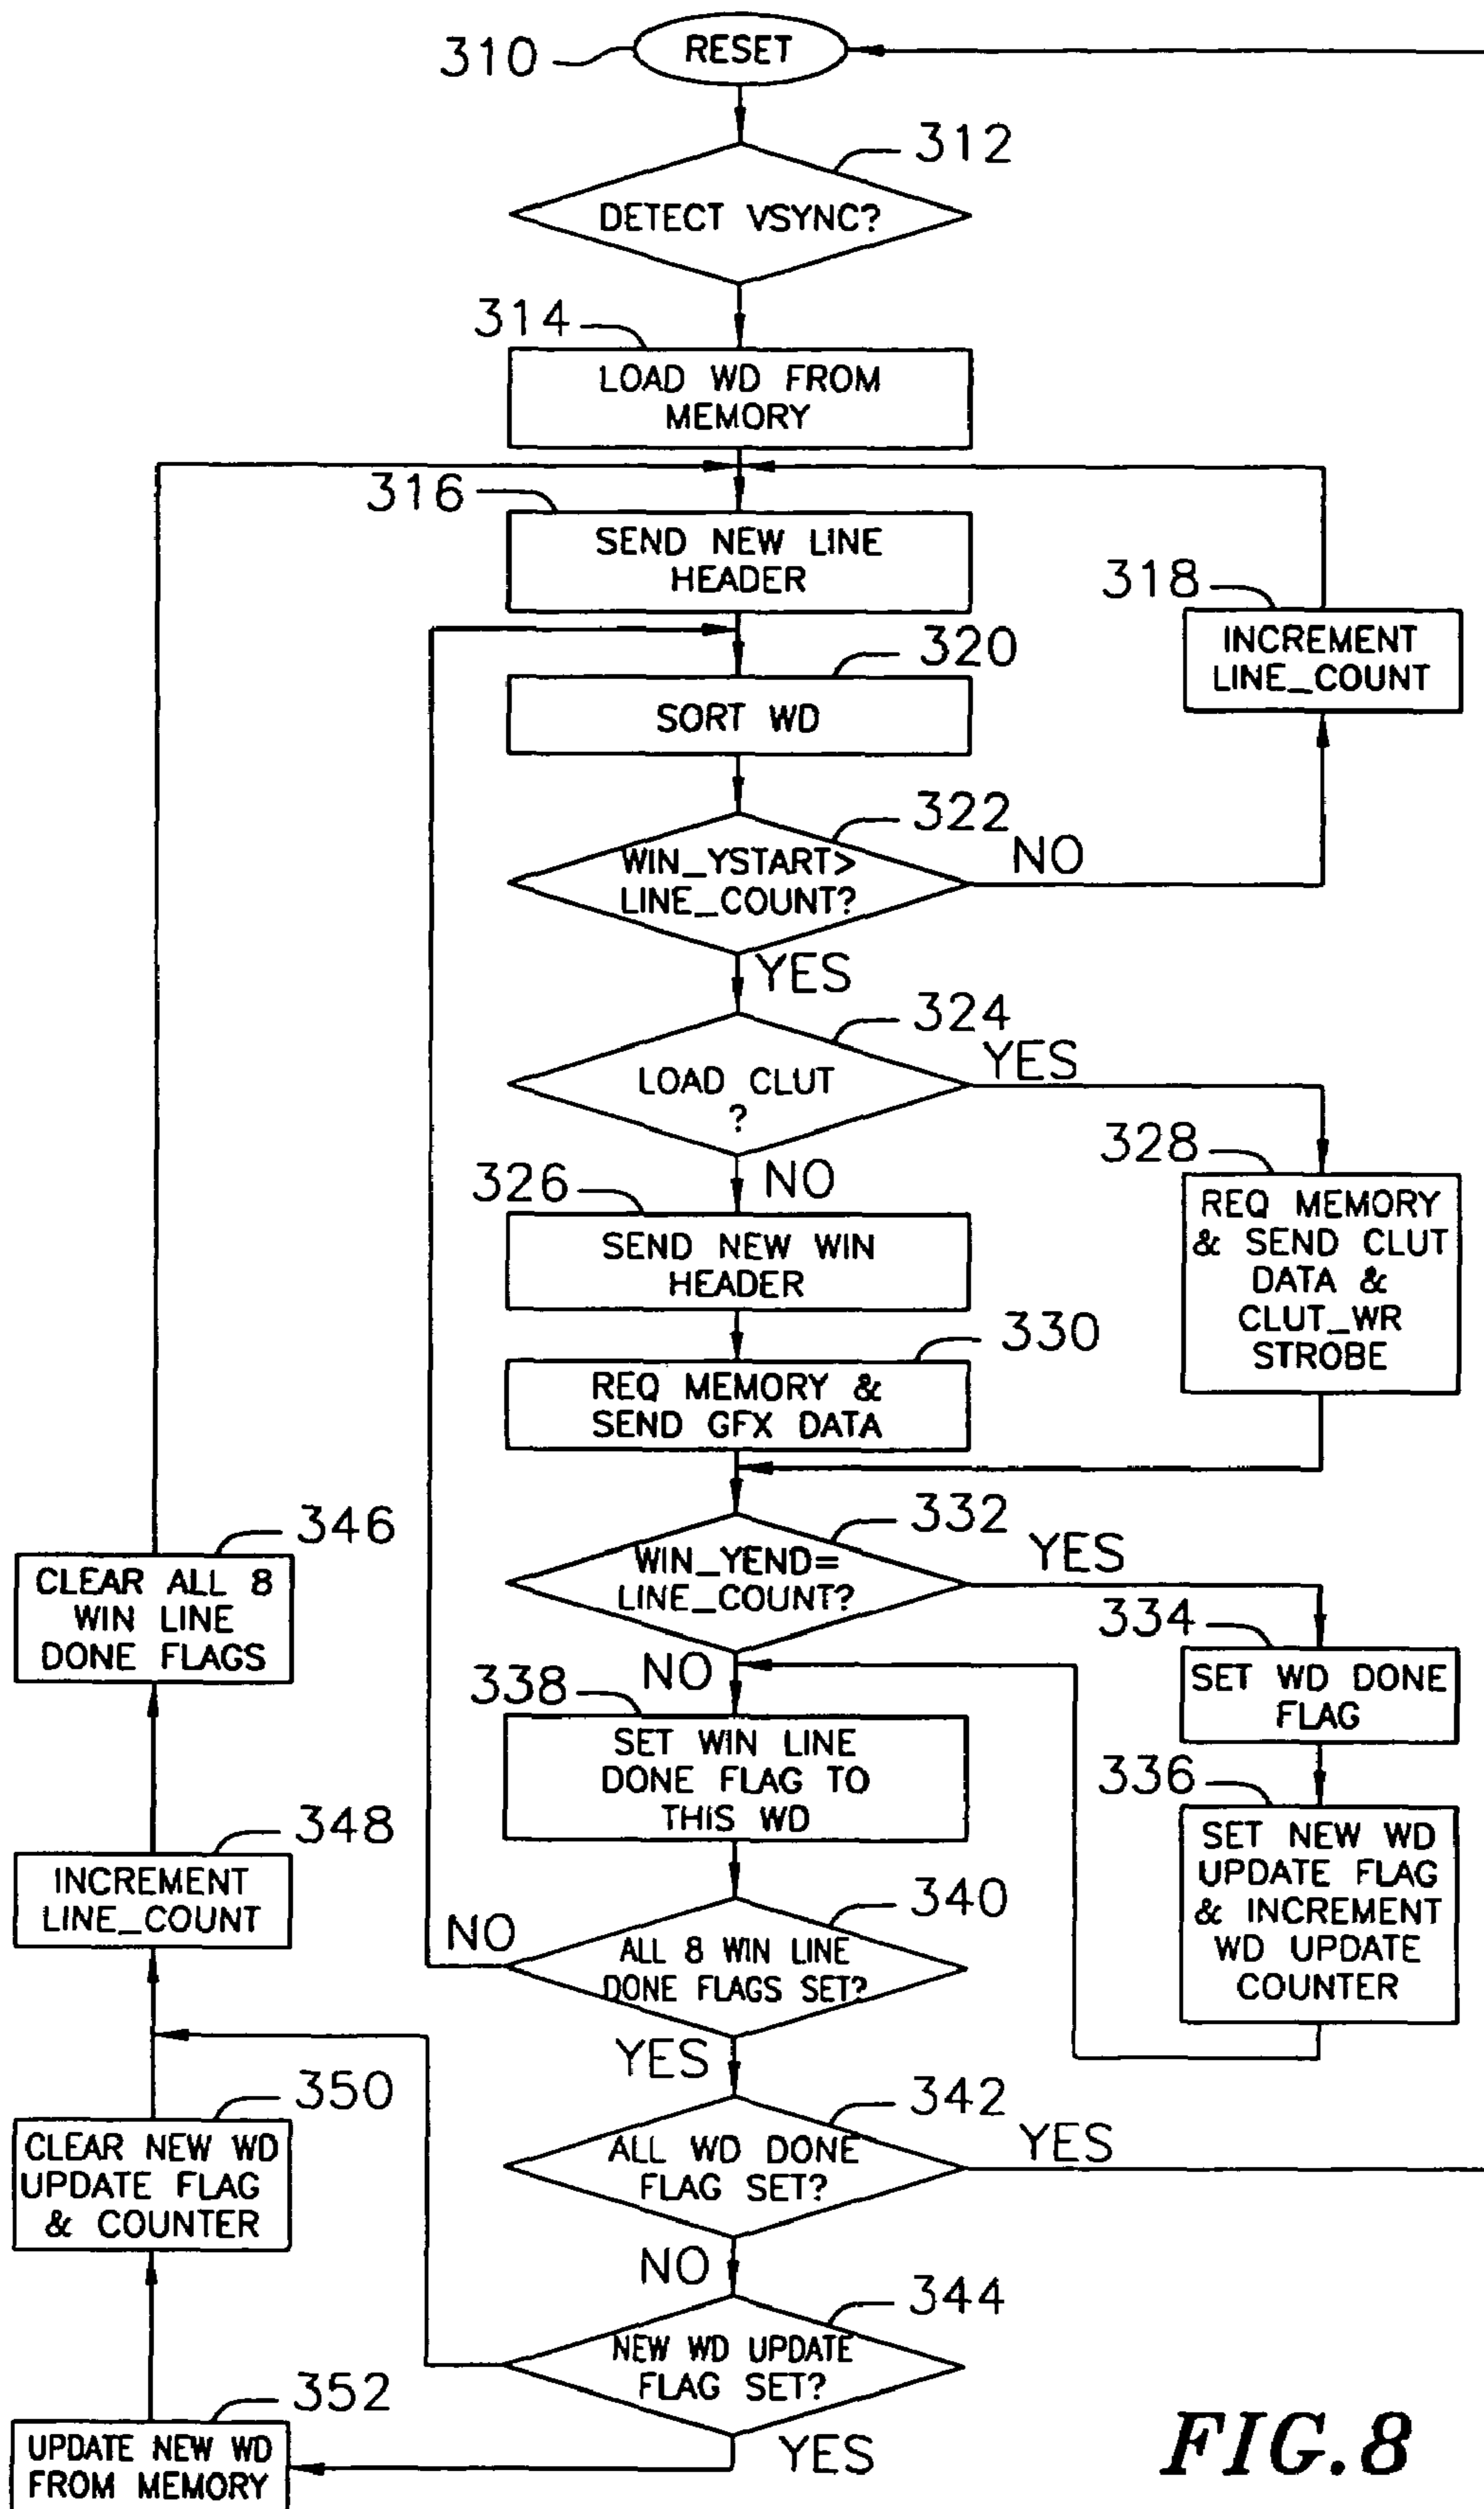 310
RESET
312
DETECT VSYNC?
314
LOAD WD FROM
MEMORY
316
SEND NEW LINE
HEADER
318
INCREMENT
LINE_COUNT
320
SORT WD
322
WIN_YSTART>
LINE_COUNT?
NO
YES
324
LOAD CLUT
?
YES
NO
326
SEND NEW WIN
HEADER
328
REQ MEMORY
& SEND CLUT
DATA &
CLUT_WR
STROBE
330
REQ MEMORY &
SEND GFX DATA
332
WIN_YEND=
LINE_COUNT?
YES
NO
334
SET WD DONE
FLAG
336
SET NEW WD
UPDATE FLAG
& INCREMENT
WD UPDATE
COUNTER
338
SET WIN LINE
DONE FLAG TO
THIS WD
340
ALL 8 WIN LINE
DONE FLAGS SET?
NO
YES
342
ALL WD DONE
FLAG SET?
YES
NO
344
NEW WD UPDATE
FLAG SET?
YES
346
CLEAR ALL 8
WIN LINE
DONE FLAGS
348
INCREMENT
LINE_COUNT
350
CLEAR NEW WD
UPDATE FLAG
& COUNTER
352
UPDATE NEW WD
FROM MEMORY
FIG.8